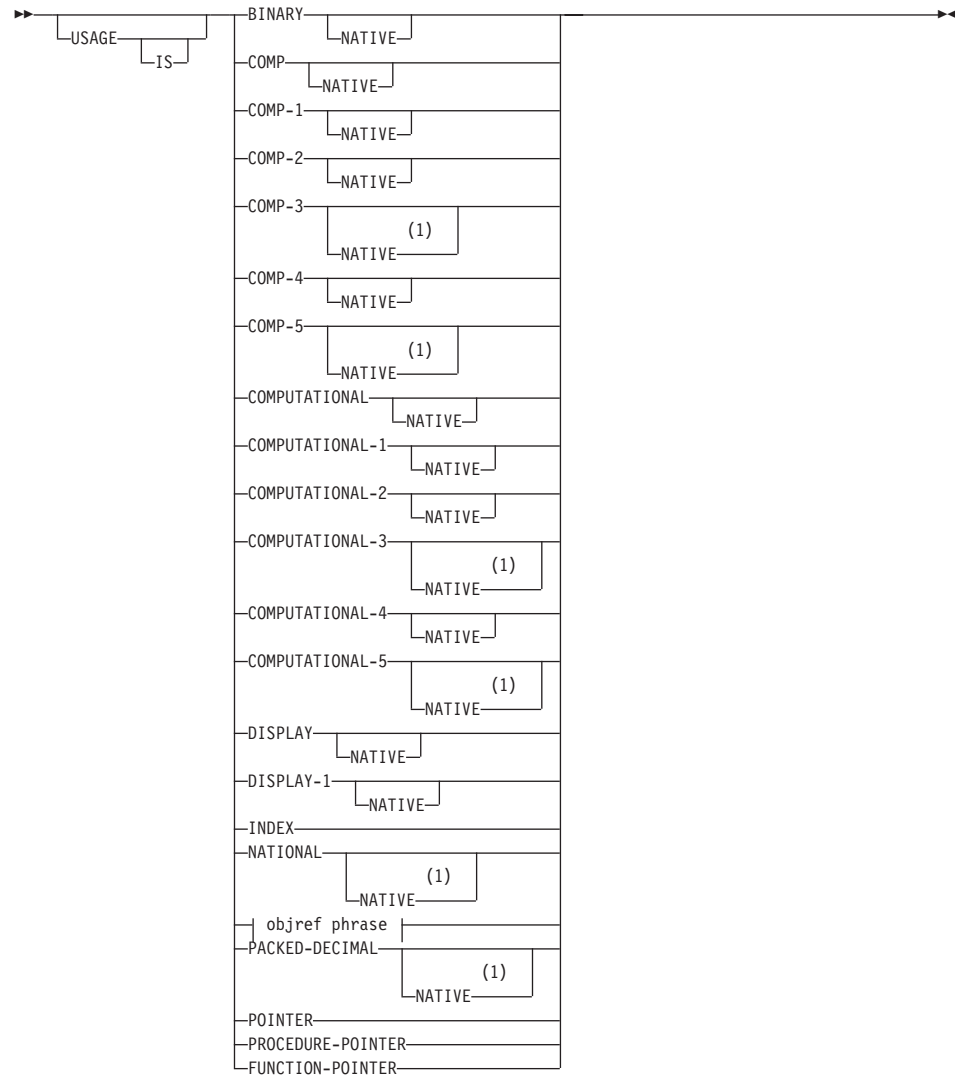 BINARY
NATIVE
USAGE
IS
COMP
NATIVE
COMP-1
NATIVE
COMP-2
NATIVE
COMP-3
(1)
NATIVE
COMP-4
NATIVE
COMP-5
(1)
NATIVE
COMPUTATIONAL
NATIVE
COMPUTATIONAL-1
NATIVE
COMPUTATIONAL-2
NATIVE
COMPUTATIONAL-3
(1)
NATIVE
COMPUTATIONAL-4
NATIVE
COMPUTATIONAL-5
(1)
NATIVE
DISPLAY
NATIVE
DISPLAY-1
NATIVE
INDEX
NATIONAL
(1)
NATIVE
objref phrase
PACKED-DECIMAL
(1)
NATIVE
POINTER
PROCEDURE-POINTER
FUNCTION-POINTER